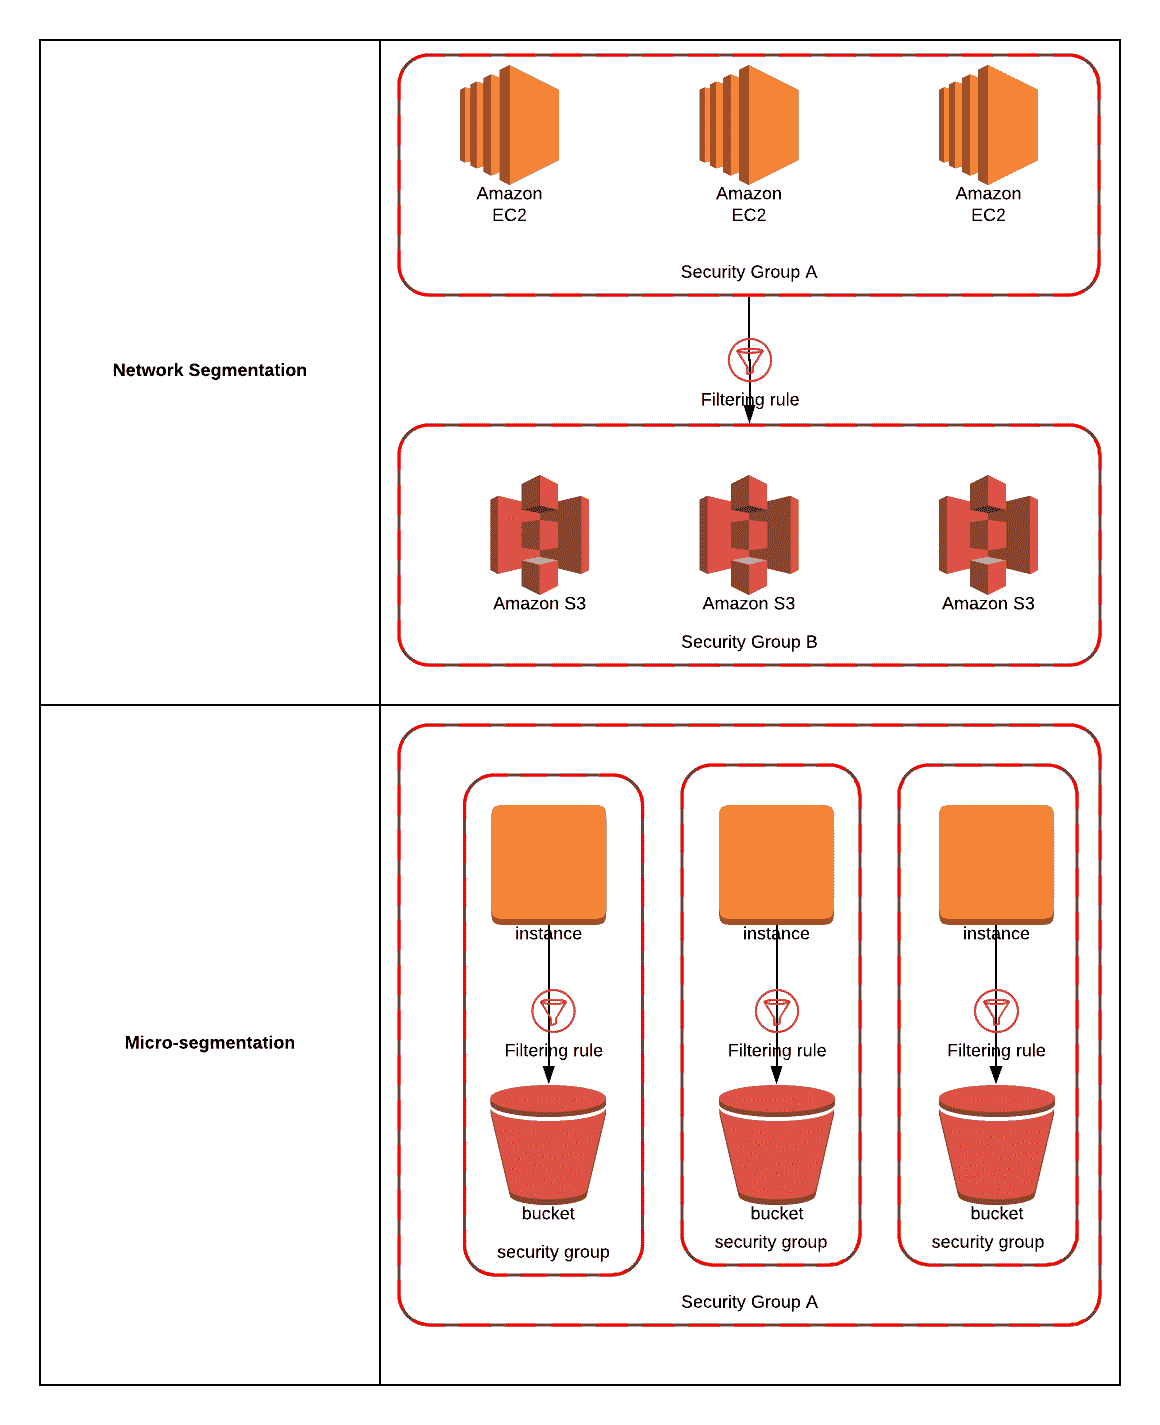 Network Segmentation
Amazon
EC2
Amazon
EC2
Amazon
EC2
Security Group A
Filtering rule
Amazon S3
Amazon S3
Amazon S3
Security Group B
Micro-segmentation
instance
instance
instance
Filtering rule
Filtering rule
Filtering rule
bucket
bucket
bucket
security group
security group
security group
Security Group A